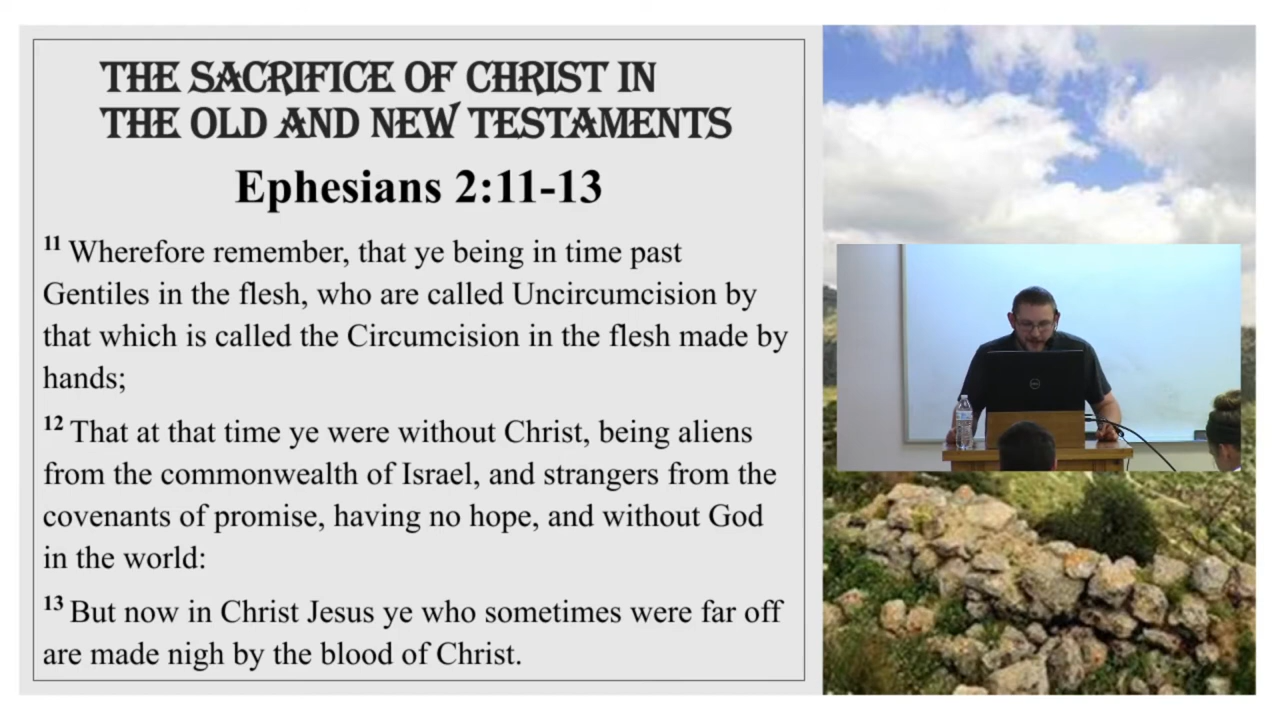 THE SACRIFICE OF CHRIST IN
THE OLD AND NEW TESTAMENTS
Ephesians 2:11-13
11 Wherefore remember, that ye being in time past
Gentiles in the flesh, who are called Uncircumcision by
that which is called the Circumcision in the flesh made by
hands;
12 That at that time ye were without Christ, being aliens
from the commonwealth of Israel, and strangers from the
covenants of promise, having no hope, and without God
in the world:
13 But now in Christ Jesus ye who sometimes were far off
are made nigh by the blood of Christ.